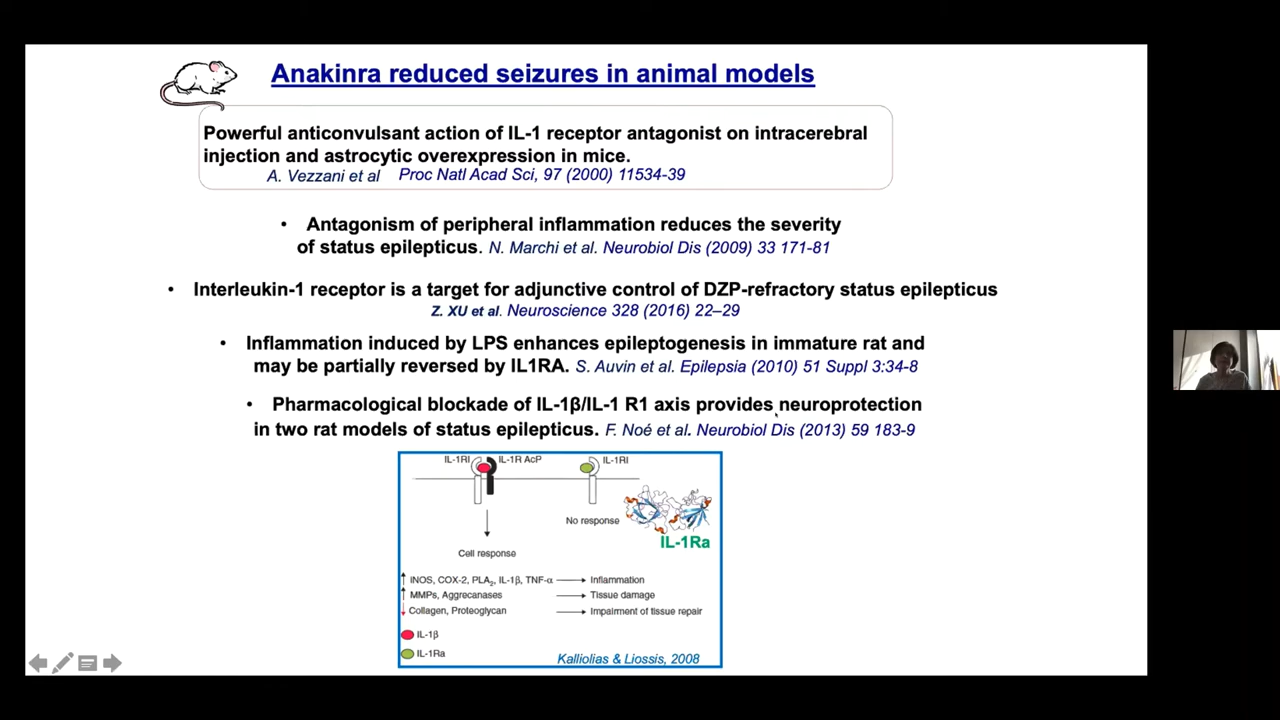 Anakinra reduced seizures in animal models
Powerful anticonvulsant action of IL-1 receptor antagonist on intracerebral
injection and astrocytic overexpression in mice.
A. Vezzani et al Proc Natl Acad Sci, 97 (2000) 11534-39
• Antagonism of peripheral inflammation reduces the severity
of status epilepticus. N. Marchi et al. Neurobiol Dis (2009) 33 171-81
• Interleukin-1 receptor is a target for adjunctive control of DZP-refractory status epilepticus
Z. XU et al. Neuroscience 328 (2016) 22–29
• Inflammation induced by LPS enhances epileptogenesis in immature rat and
may be partially reversed by IL1RA. S. Auvin et al. Epilepsia (2010) 51 Suppl 3:34-8
• Pharmacological blockade of IL-1β/IL-1 R1 axis provides neuroprotection
in two rat models of status epilepticus. F. Noé et al. Neurobiol Dis (2013) 59 183-9
IL-1RI IL-1R AcP IL-1RI
No response
IL-1Ra
Cell response
iNOS, COX-2, PLA2, IL-1β, TNF-α Inflammation
MMPs, Aggrecanases Tissue damage
Collagen, Proteoglycan Impairment of tissue repair
IL-1β
IL-1Ra
Kalliolias & Liossis, 2008